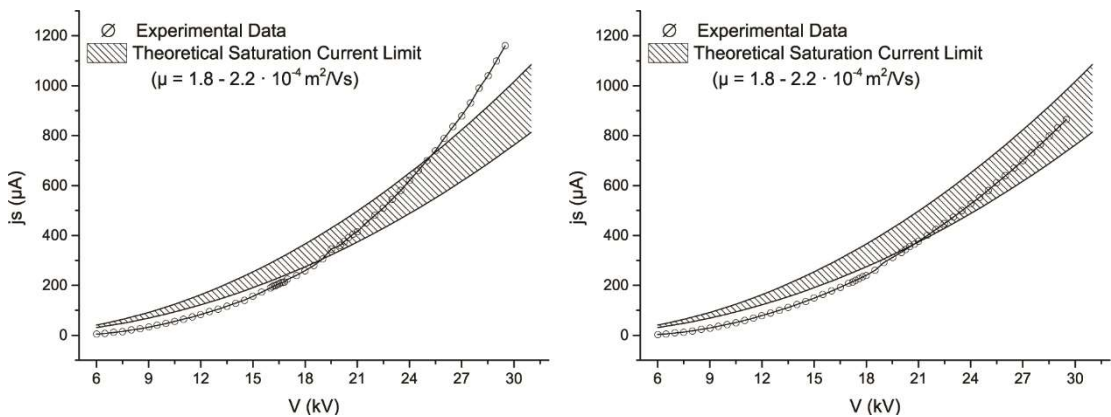 1200
1000
800
600
400
200
0
js (µA)
Experimental Data
Theoretical Saturation Current Limit
(µ = 1.8 - 2.2 · 10⁻⁴ m²/Vs)
6 9 12 15 18 21 24 27 30
V (kV)
1200
1000
800
600
400
200
0
js (µA)
Experimental Data
Theoretical Saturation Current Limit
(µ = 1.8 - 2.2 · 10⁻⁴ m²/Vs)
6 9 12 15 18 21 24 27 30
V (kV)